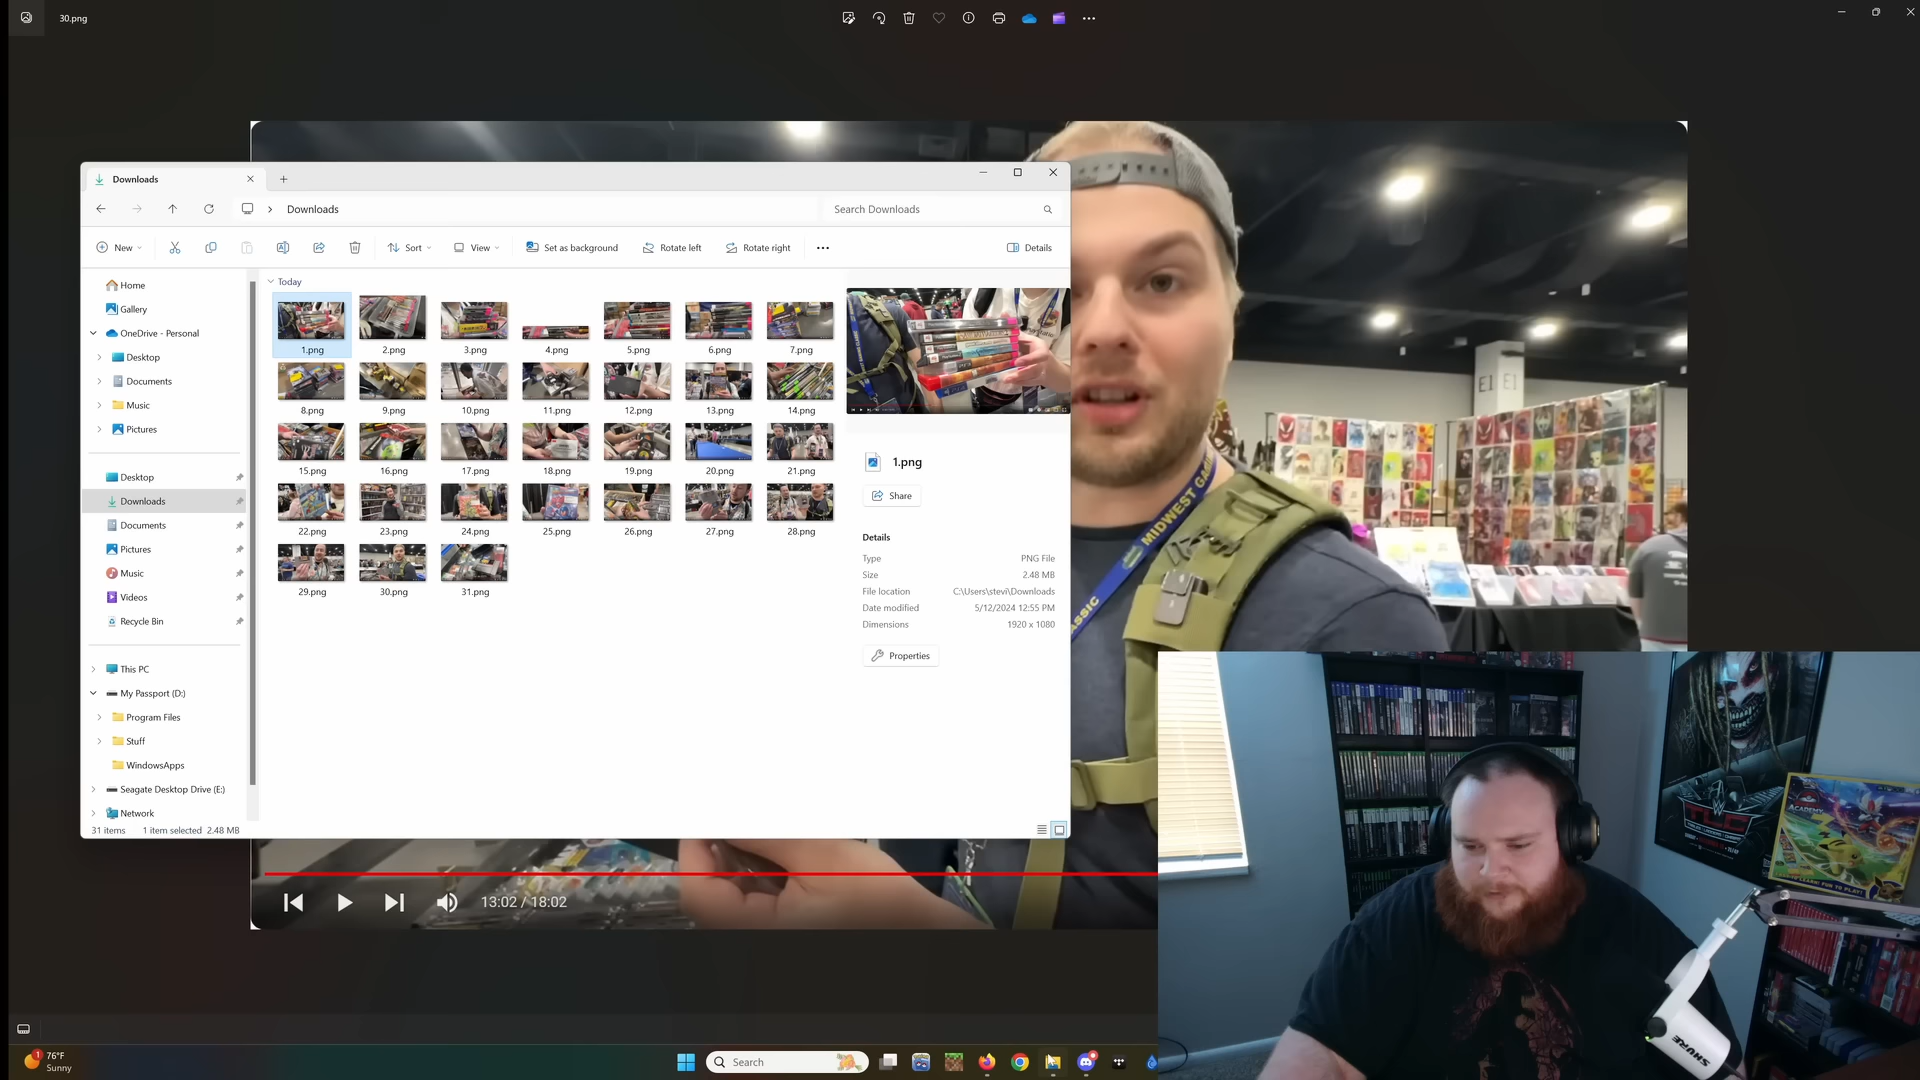 30.png
Downloads
Downloads
Search Downloads
New
Sort
View
Set as background
Rotate left
Rotate right
Details
Home
Gallery
OneDrive - Personal
Desktop
Documents
Music
Pictures
Desktop
Downloads
Documents
Pictures
Music
Videos
Recycle Bin
This PC
My Passport (D:)
Program Files
Stuff
WindowsApps
Seagate Desktop Drive (E:)
Network
31 items 1 item selected 2.48 MB
Today
1.png 2.png 3.png 4.png 5.png 6.png 7.png
8.png 9.png 10.png 11.png 12.png 13.png 14.png
15.png 16.png 17.png 18.png 19.png 20.png 21.png
22.png 23.png 24.png 25.png 26.png 27.png 28.png
29.png 30.png 31.png
1.png
Share
Details
Type PNG File
Size 2.48 MB
File location C:\Users\stevi\Downloads
Date modified 5/12/2024 12:55 PM
Dimensions 1920 x 1080
Properties
E1 E1
MIDWEST GA
ASSIC
13:02 / 18:02
ACADEMY
TLC
SHURE
1
76°F
Sunny
Search